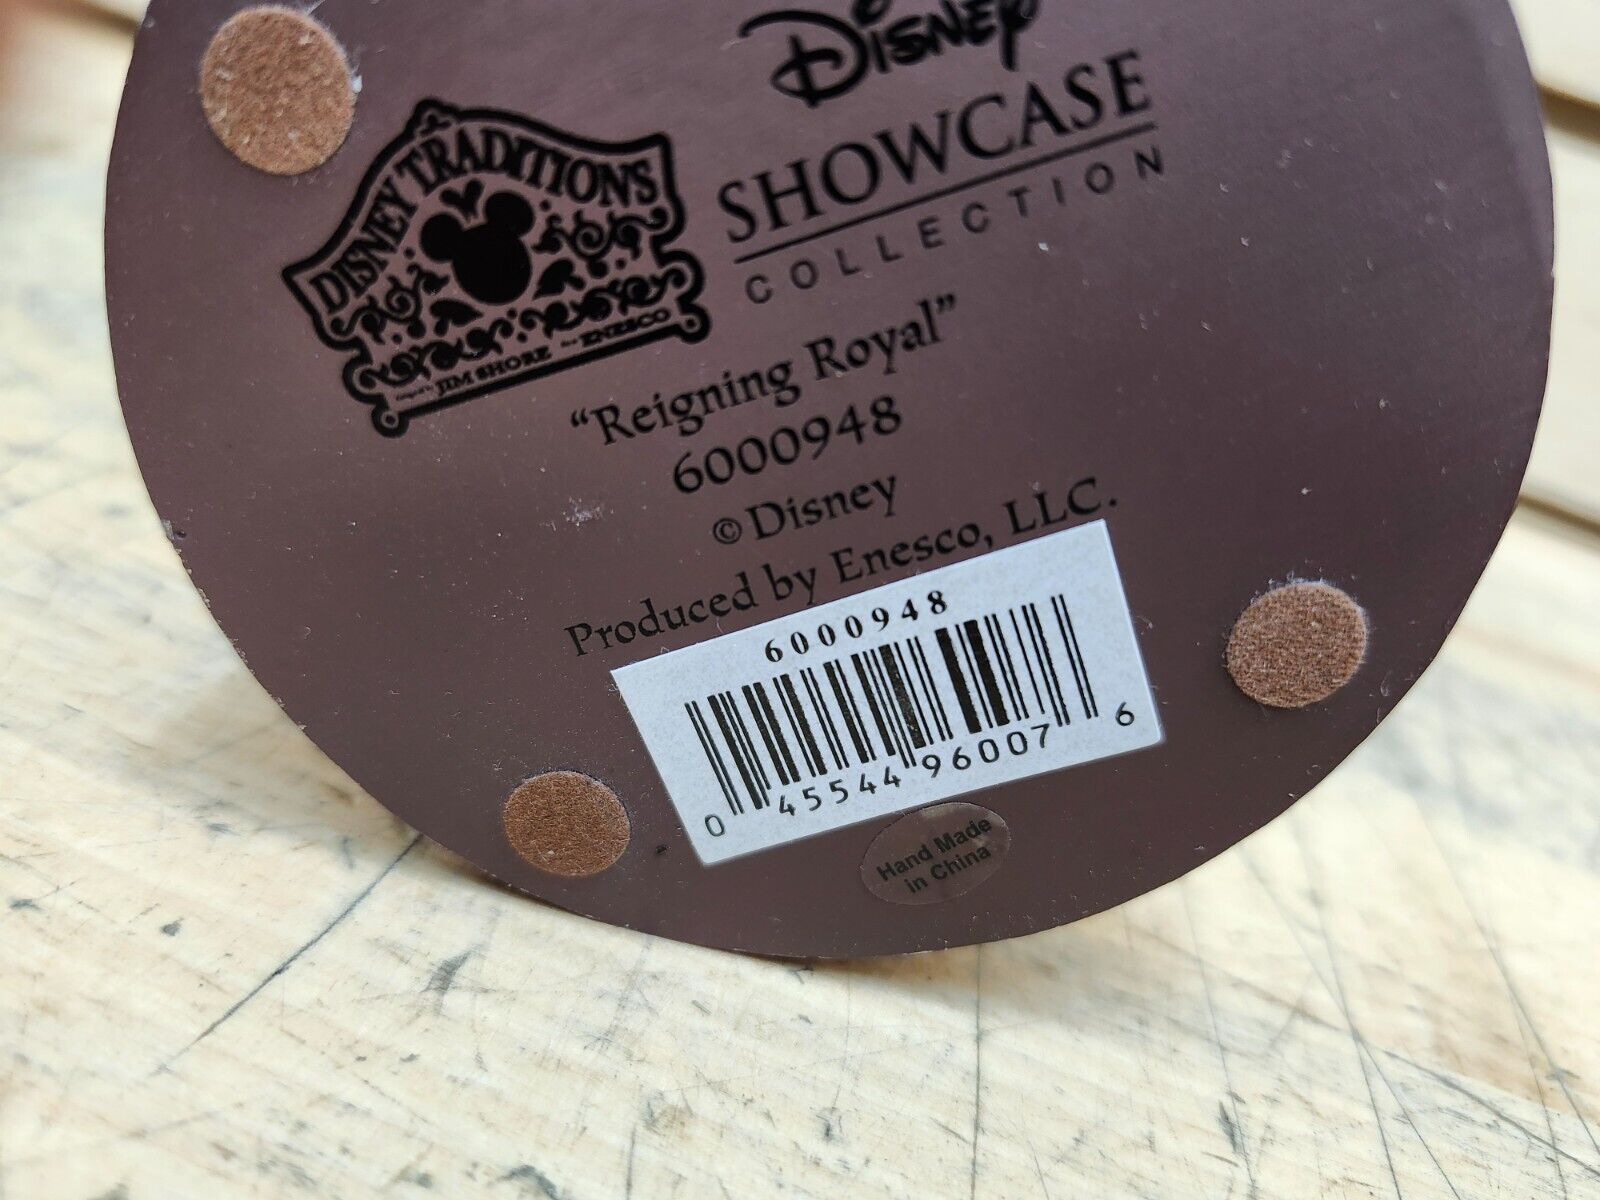 Disney
SHOWCASE
COLLECTION
DISNEY TRADITIONS
JIM SHORE
ENESCO
“Reigning Royal”
6000948
©Disney
Produced by Enesco, LLC.
6000948
0 45544 96007 6
Hand Made
in China